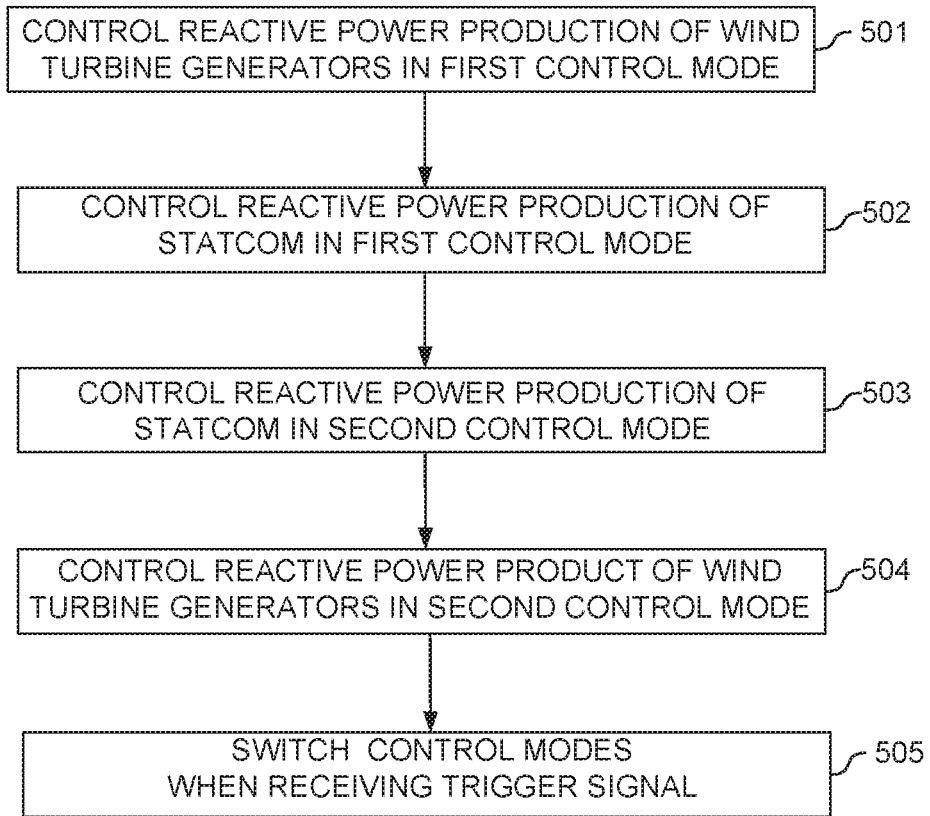 CONTROL REACTIVE POWER PRODUCTION OF WIND
TURBINE GENERATORS IN FIRST CONTROL MODE
501
CONTROL REACTIVE POWER PRODUCTION OF
STATCOM IN FIRST CONTROL MODE
502
CONTROL REACTIVE POWER PRODUCTION OF
STATCOM IN SECOND CONTROL MODE
503
CONTROL REACTIVE POWER PRODUCT OF WIND
TURBINE GENERATORS IN SECOND CONTROL MODE
504
SWITCH CONTROL MODES
WHEN RECEIVING TRIGGER SIGNAL
505